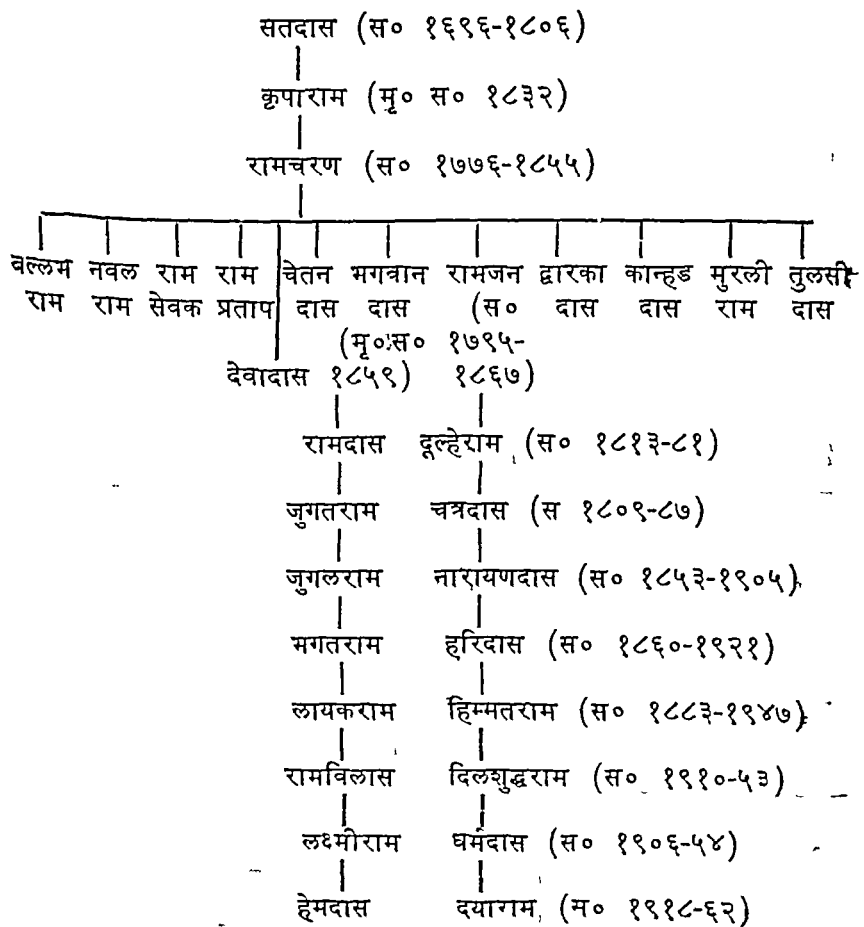 सतदास (स० १६९६-१८०६)
कृपाराम (मृ० स० १८३२)
रामचरण (स० १७७६-१८५५)
वल्लभ नवल राम राम चेतन भगवान रामजन द्वारका कान्हड मुरली तुलसी
राम राम सेवक प्रताप दास दास (स० दास दास राम दास
(मृ० स० १७९५-
देवादास १८५९) १८६७)
रामदास दूल्हेराम (स० १८१३-८१)
जुगतराम चत्रदास (स १८०९-८७)
जुगलराम नारायणदास (स० १८५३-१९०५)
भगतराम हरिदास (स० १८६०-१९२१)
लायकराम हिम्मतराम (स० १८८३-१९४७)
रामविलास दिलशुद्धराम (स० १९१०-५३)
लक्ष्मीराम धर्मदास (स० १९०६-५४)
हेमदास दयाराम (म० १९१८-६२)